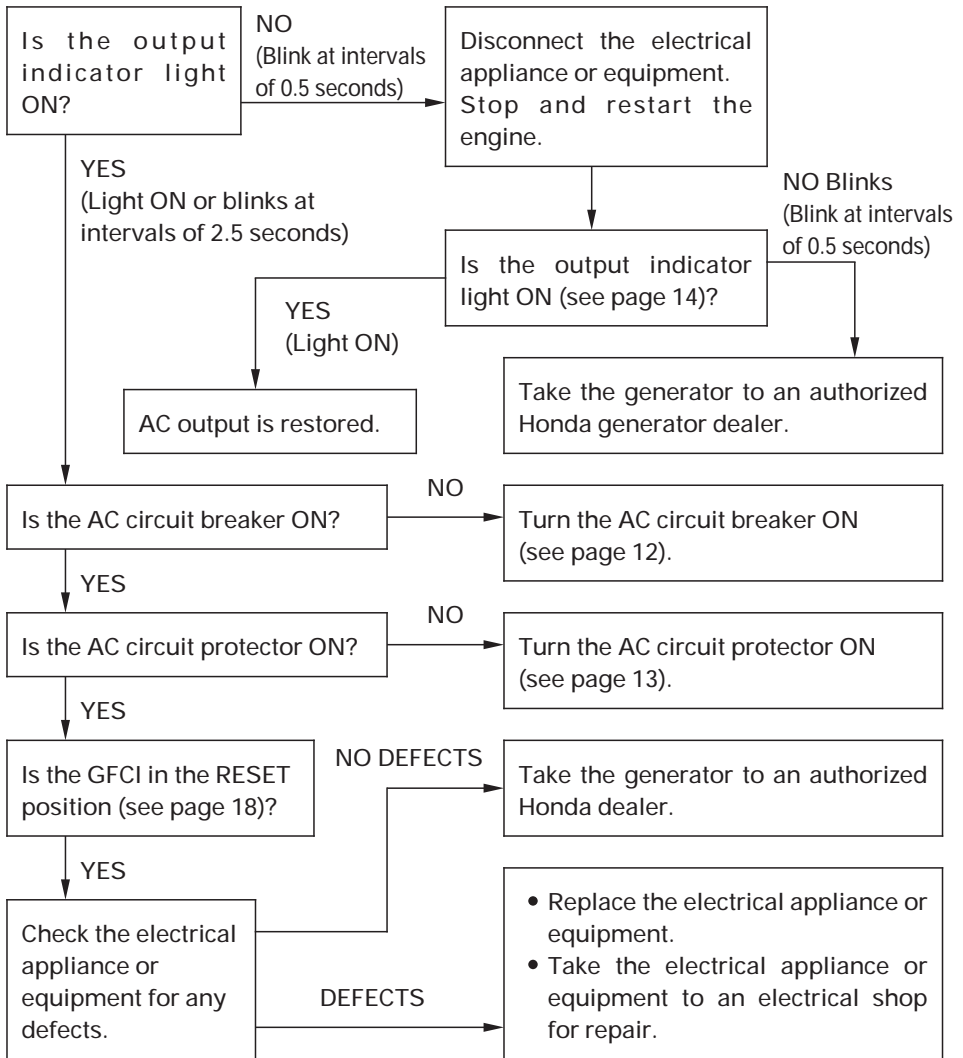 Is the output
indicator light
ON?
NO
(Blink at intervals
of 0.5 seconds)
Disconnect the electrical
appliance or equipment.
Stop and restart the
engine.
YES
(Light ON or blinks at
intervals of 2.5 seconds)
NO Blinks
(Blink at intervals
of 0.5 seconds)
Is the output indicator
light ON (see page 14)?
YES
(Light ON)
Take the generator to an authorized
Honda generator dealer.
AC output is restored.
Is the AC circuit breaker ON?
NO
Turn the AC circuit breaker ON
(see page 12).
YES
Is the AC circuit protector ON?
NO
Turn the AC circuit protector ON
(see page 13).
YES
Is the GFCI in the RESET
position (see page 18)?
NO DEFECTS
Take the generator to an authorized
Honda dealer.
YES
Check the electrical
appliance or
equipment for any
defects.
DEFECTS
• Replace the electrical appliance or
equipment.
• Take the electrical appliance or
equipment to an electrical shop
for repair.